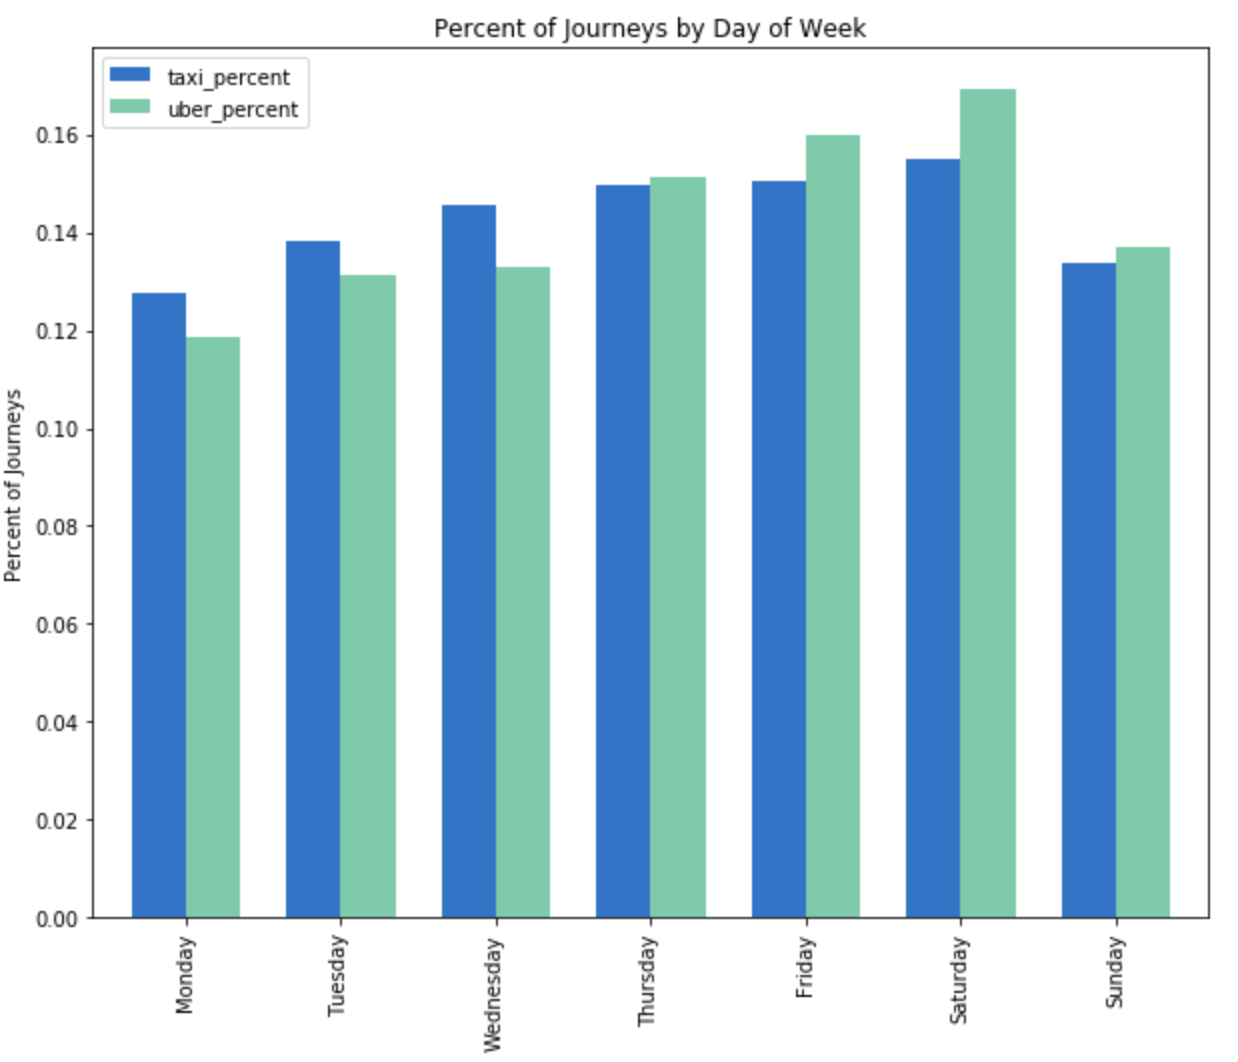 Percent of Journeys by Day of Week
taxi_percent
uber_percent
0.16
0.14
0.12
0.10
0.08
0.06
0.04
0.02
0.00
Percent of Journeys
Monday
Tuesday
Wednesday
Thursday
Friday
Saturday
Sunday